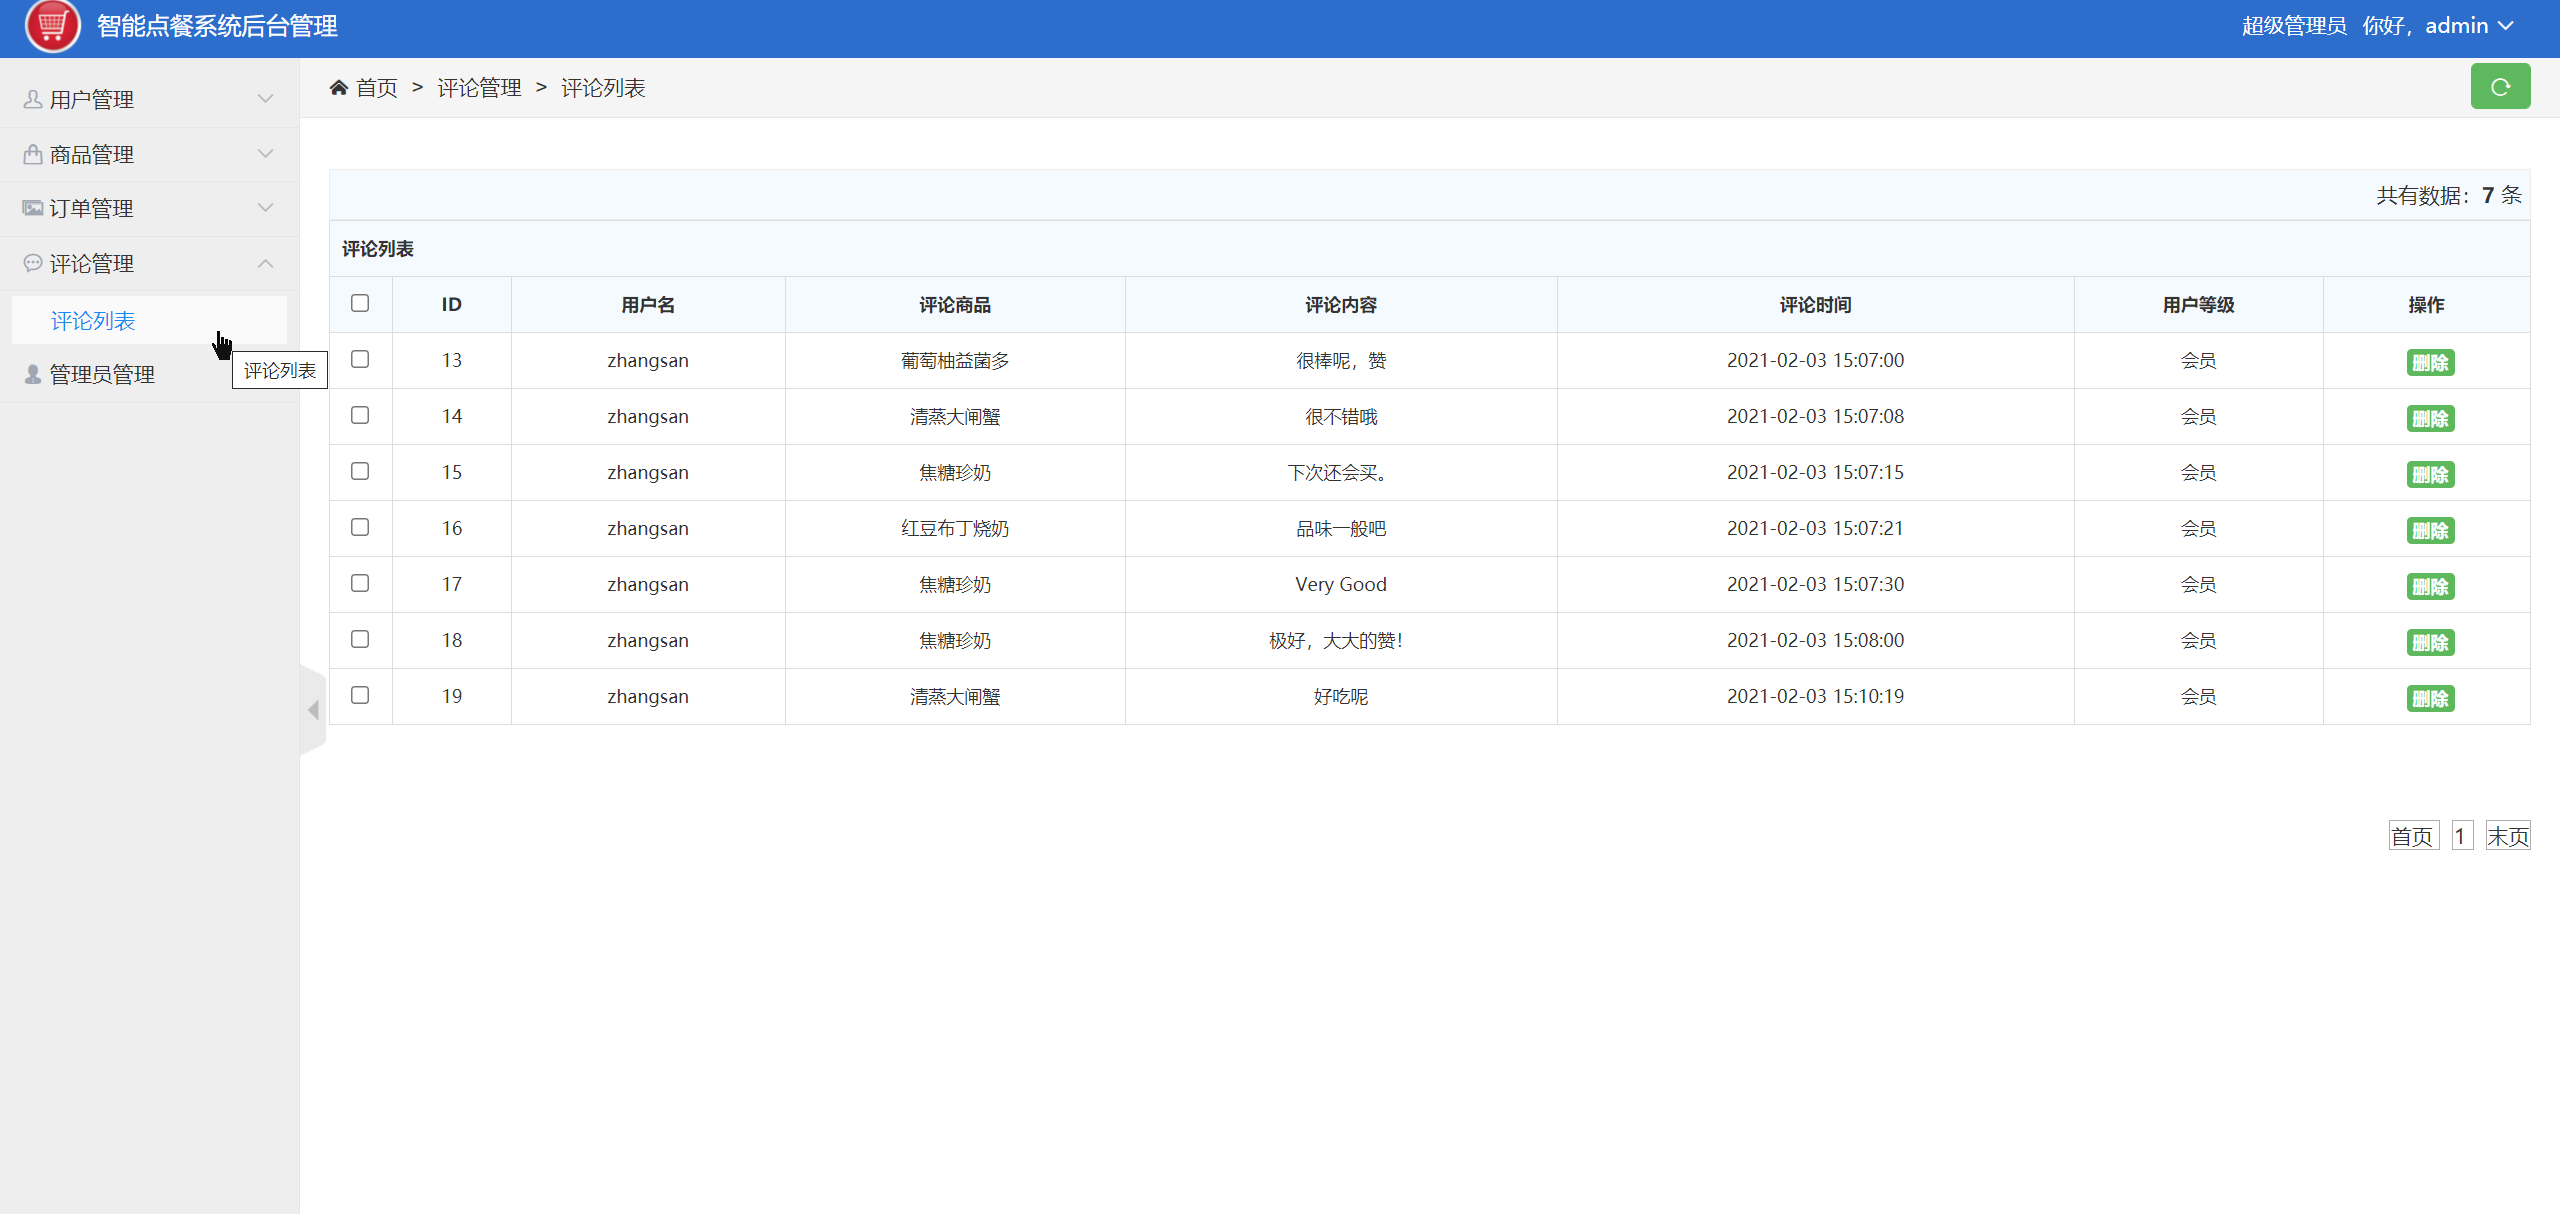 智能点餐系统后台管理
超级管理员 你好，admin
用户管理
商品管理
订单管理
评论管理
评论列表
管理员管理
评论列表
首页 > 评论管理 > 评论列表
共有数据：7 条
评论列表
ID 用户名 评论商品 评论内容 评论时间 用户等级 操作
13 zhangsan 葡萄柚益菌多 很棒呢，赞 2021-02-03 15:07:00 会员 删除
14 zhangsan 清蒸大闸蟹 很不错哦 2021-02-03 15:07:08 会员 删除
15 zhangsan 焦糖珍奶 下次还会买。 2021-02-03 15:07:15 会员 删除
16 zhangsan 红豆布丁烧奶 品味一般吧 2021-02-03 15:07:21 会员 删除
17 zhangsan 焦糖珍奶 Very Good 2021-02-03 15:07:30 会员 删除
18 zhangsan 焦糖珍奶 极好，大大的赞！ 2021-02-03 15:08:00 会员 删除
19 zhangsan 清蒸大闸蟹 好吃呢 2021-02-03 15:10:19 会员 删除
首页 1 末页